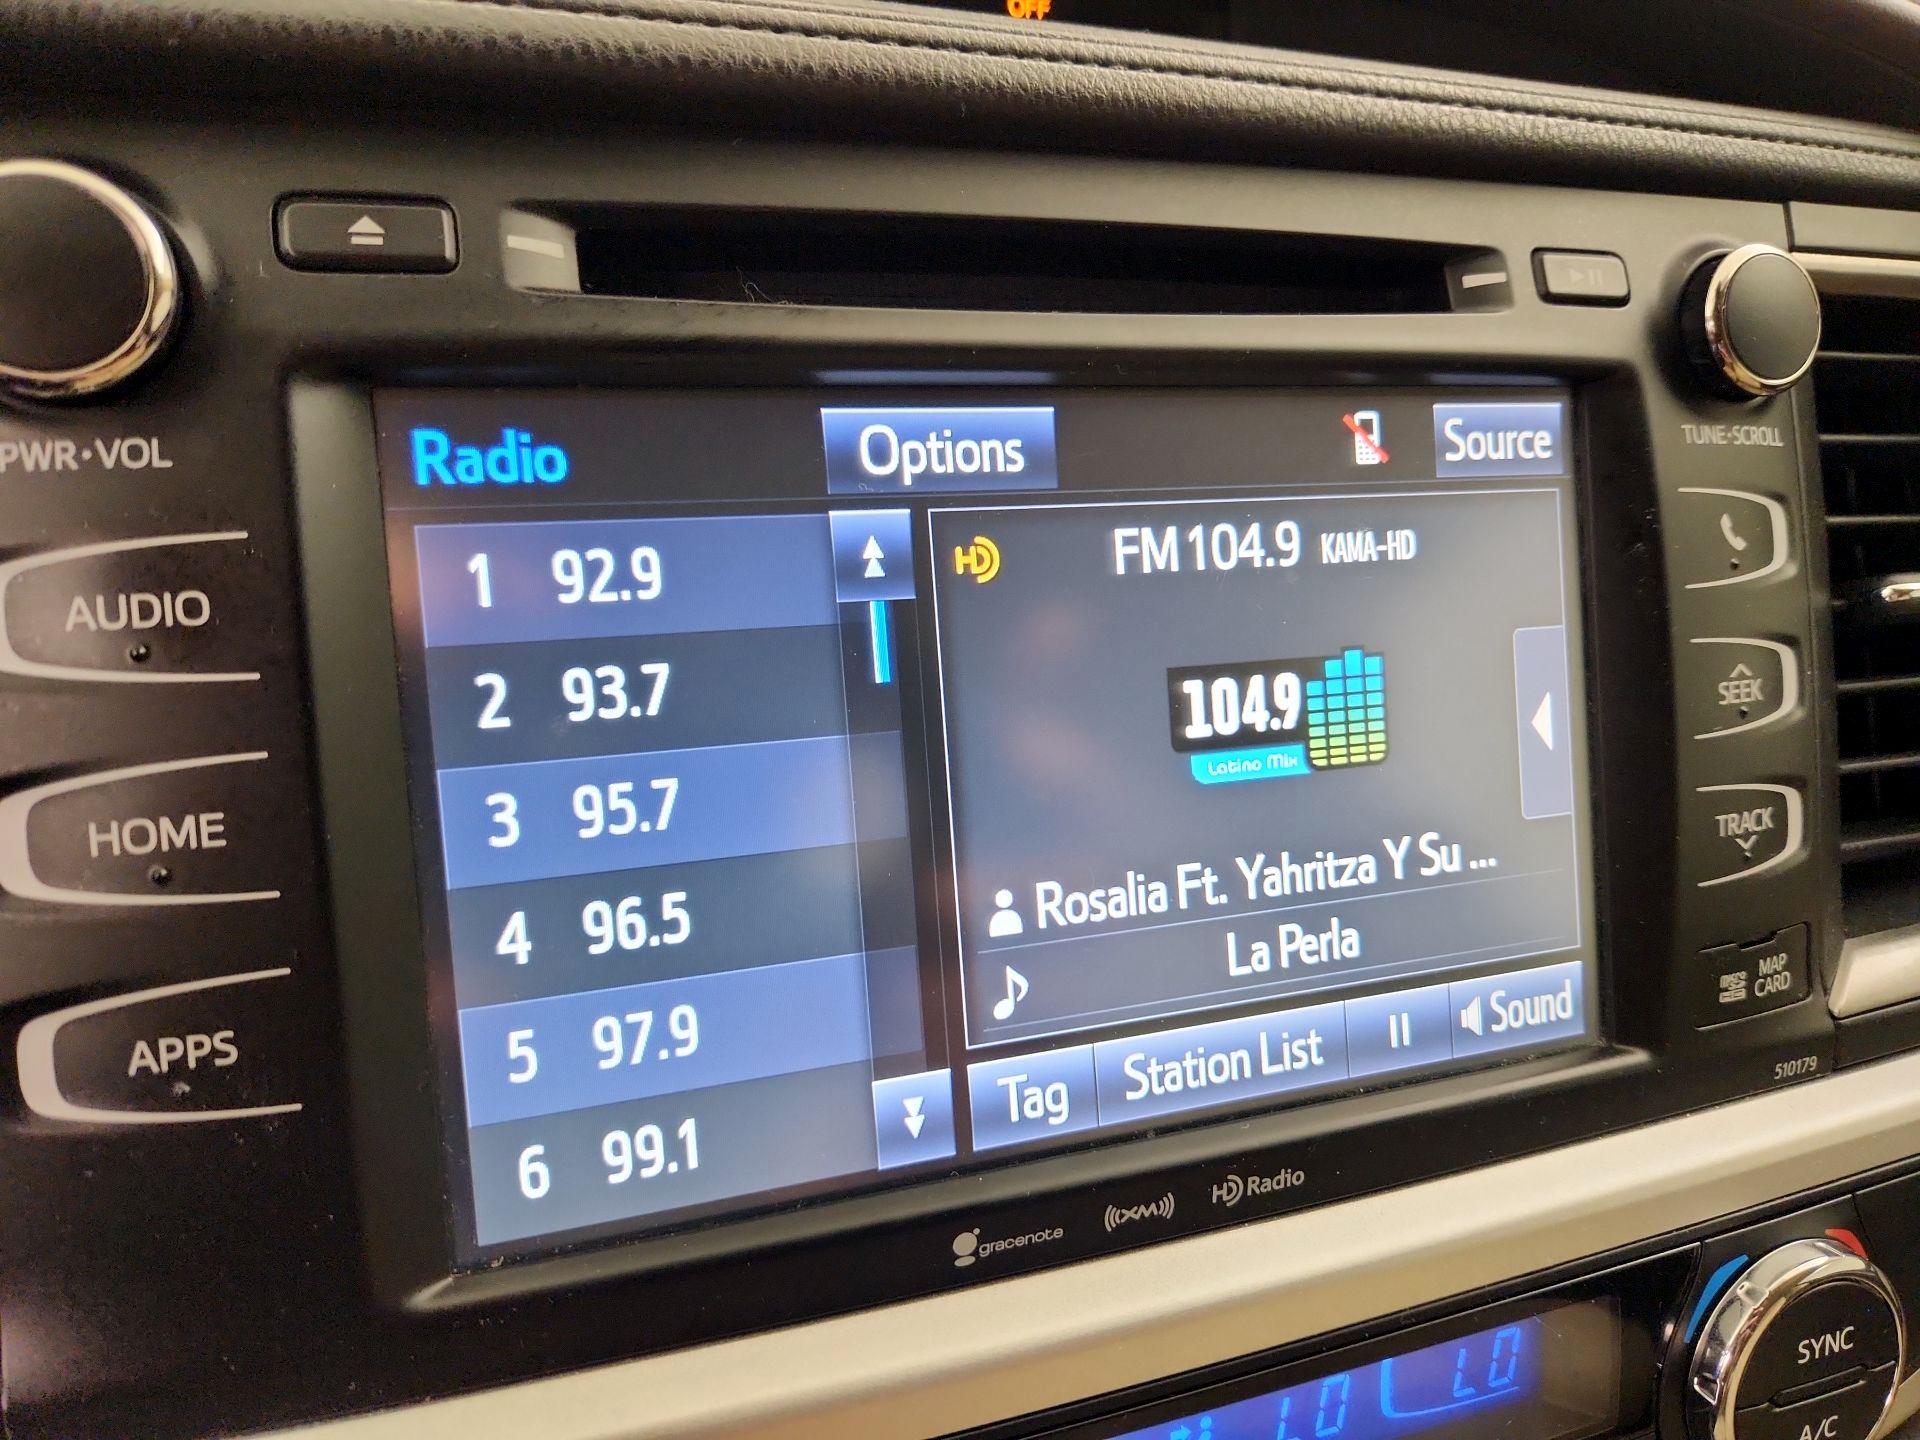 OFF
PWR•VOL
AUDIO
HOME
APPS
Radio
Options
Source
1 92.9
2 93.7
3 95.7
4 96.5
5 97.9
6 99.1
HD
FM 104.9 KAMA-HD
104.9
Latino Mix
Rosalia Ft. Yahritza Y Su ...
La Perla
Tag
Station List
Sound
TUNE•SCROLL
SEEK
TRACK
micro
MAP
CARD
510179
gracenote
((XM))
HD Radio
LO
LO
SYNC
A/C